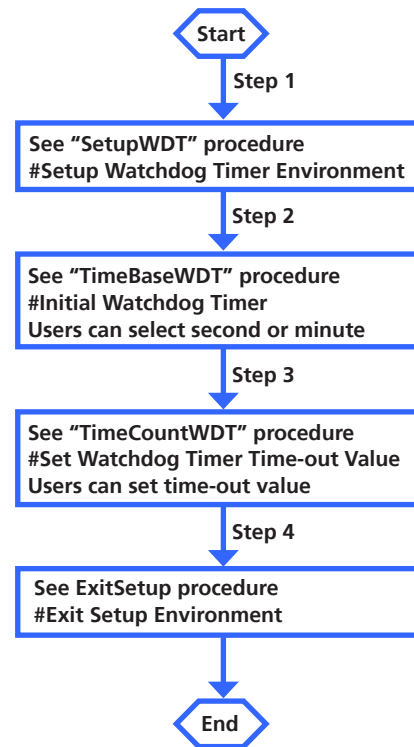 Start
Step 1
See “SetupWDT” procedure
#Setup Watchdog Timer Environment
Step 2
See “TimeBaseWDT” procedure
#Initial Watchdog Timer
Users can select second or minute
Step 3
See “TimeCountWDT” procedure
#Set Watchdog Timer Time-out Value
Users can set time-out value
Step 4
See ExitSetup procedure
#Exit Setup Environment
End